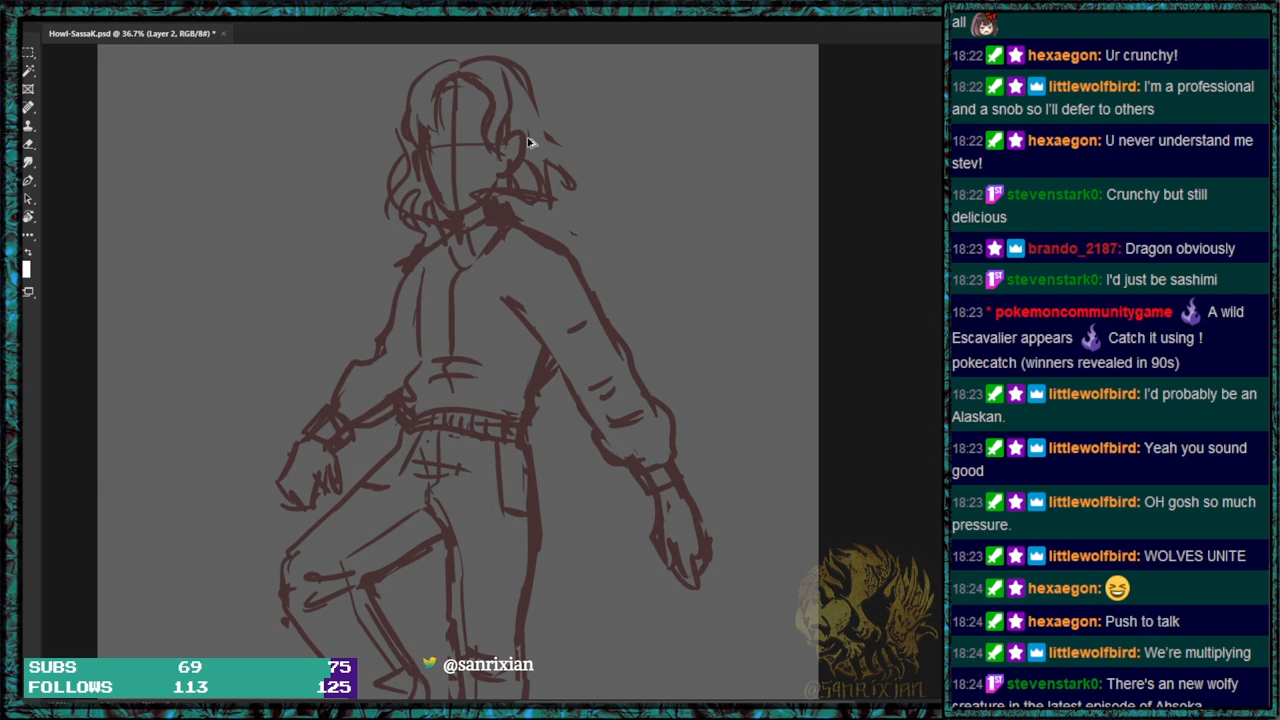 Howl-SassaK.psd @ 36.7% (Layer 2, RGB/8#) * ×
SUBS 69 75
FOLLOWS 113 125
@sanrixian
@SANRIXIAN
all
18:22 hexaegon: Ur crunchy!
18:22 littlewolfbird: I'm a professional
and a snob so I'll defer to others
18:22 hexaegon: U never understand me
stev!
18:22 stevenstark0: Crunchy but still
delicious
18:23 brando_2187: Dragon obviously
18:23 stevenstark0: I'd just be sashimi
18:23 * pokemoncommunitygame A wild
Escavalier appears Catch it using !
pokecatch (winners revealed in 90s)
18:23 littlewolfbird: I'd probably be an
Alaskan.
18:23 littlewolfbird: Yeah you sound
good
18:23 littlewolfbird: OH gosh so much
pressure.
18:23 littlewolfbird: WOLVES UNITE
18:24 hexaegon:
18:24 hexaegon: Push to talk
18:24 littlewolfbird: We're multiplying
18:24 stevenstark0: There's an new wolfy
creature in the latest episode of Ahsoka